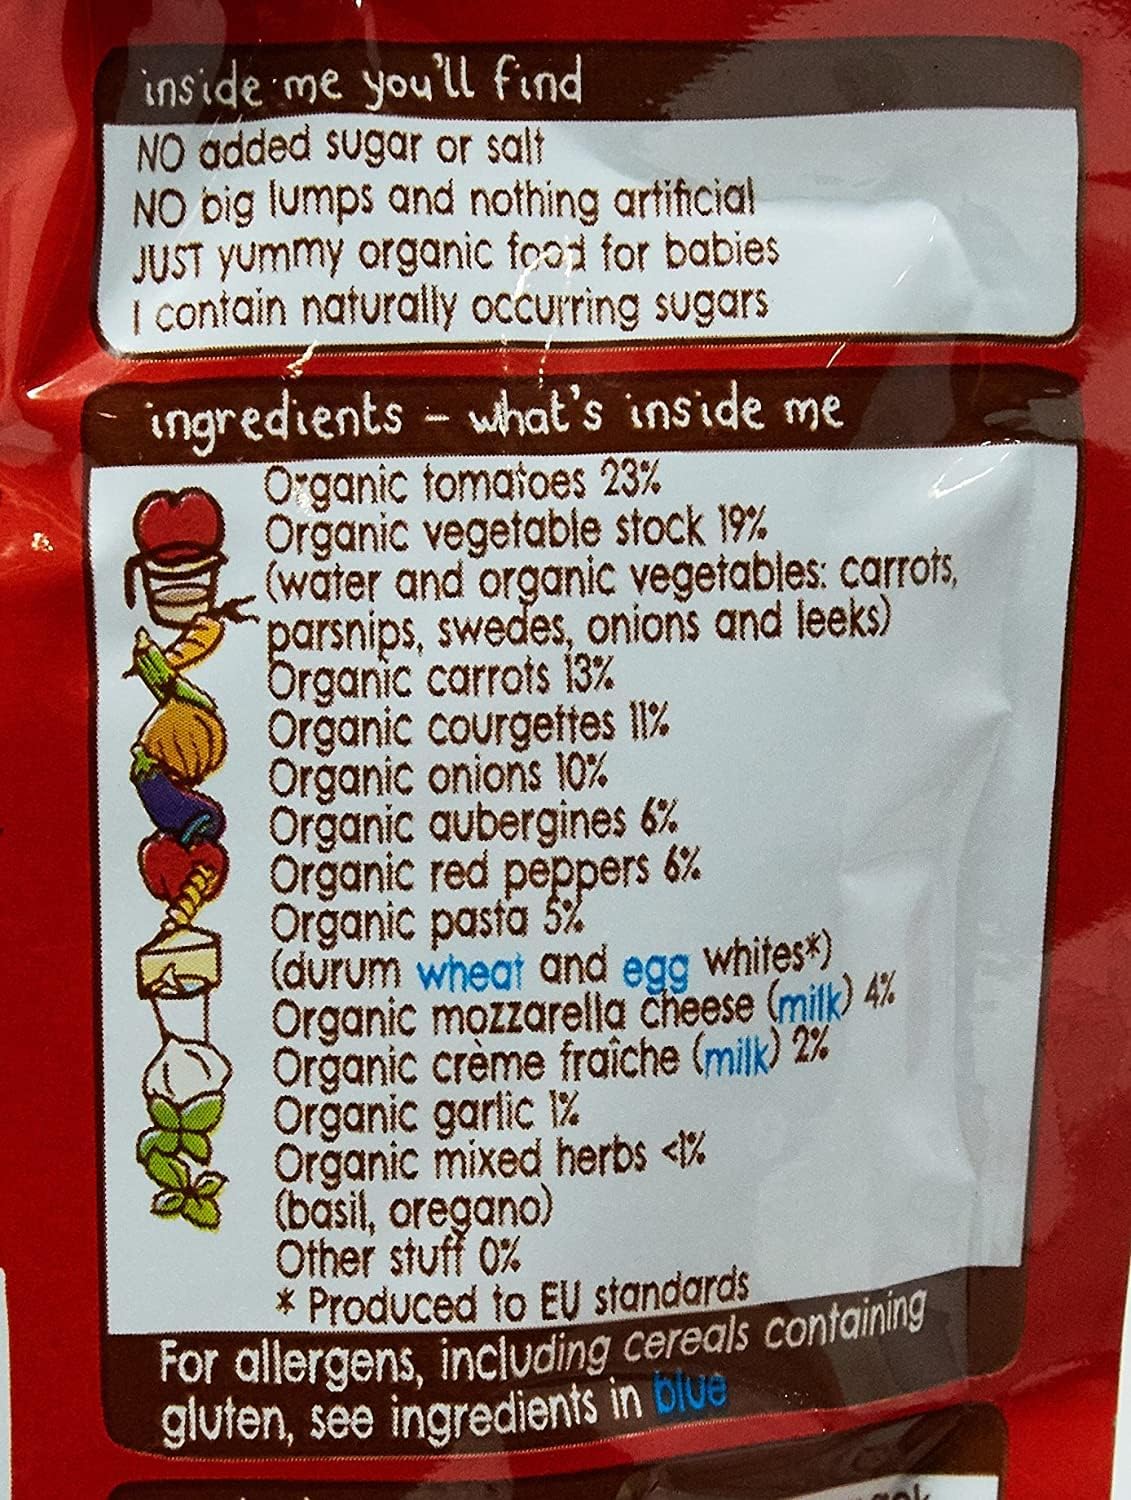 inside me you'll find
NO added sugar or salt
NO big lumps and nothing artificial
JUST yummy organic food for babies
I contain naturally occurring sugars
ingredients - what's inside me
Organic tomatoes 23%
Organic vegetable stock 19%
(water and organic vegetables: carrots,
parsnips, swedes, onions and leeks)
Organic carrots 13%
Organic courgettes 11%
Organic onions 10%
Organic aubergines 6%
Organic red peppers 6%
Organic pasta 5%
(durum wheat and egg whites*)
Organic mozzarella cheese (milk) 4%
Organic crème fraîche (milk) 2%
Organic garlic 1%
Organic mixed herbs <1%
(basil, oregano)
Other stuff 0%
* Produced to EU standards
For allergens, including cereals containing
gluten, see ingredients in blue